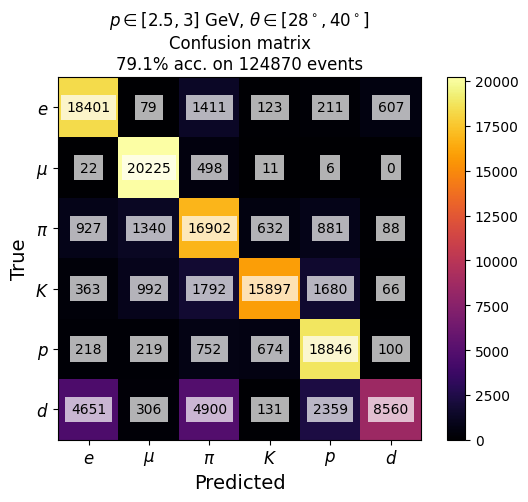 p ∈ [2.5, 3] GeV, θ ∈ [28°, 40°]
Confusion matrix
79.1% acc. on 124870 events
True
e 18401 79 1411 123 211 607
μ 22 20225 498 11 6 0
π 927 1340 16902 632 881 88
K 363 992 1792 15897 1680 66
p 218 219 752 674 18846 100
d 4651 306 4900 131 2359 8560
e μ π K p d
Predicted
20000
17500
15000
12500
10000
7500
5000
2500
0